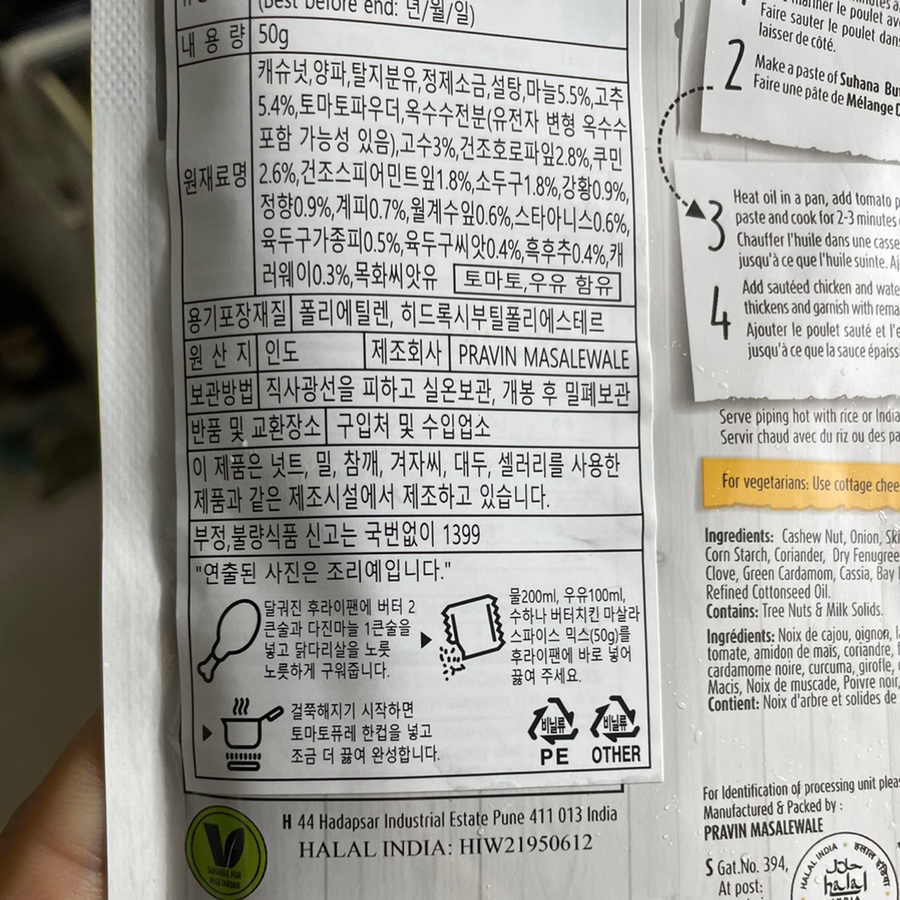 (Best before end: 년/월/일)
내 용 량 50g
원재료명
캐슈넛,양파,탈지분유,정제소금,설탕,마늘5.5%,고추
5.4%,토마토파우더,옥수수전분(유전자 변형 옥수수
포함 가능성 있음),고수3%,건조호로파잎2.8%,쿠민
2.6%,건조스피어민트잎1.8%,소두구1.8%,강황0.9%,
정향0.9%,계피0.7%,월계수잎0.6%,스타아니스0.6%,
육두구가종피0.5%,육두구씨앗0.4%,흑후추0.4%,캐
러웨이0.3%,목화씨앗유 토마토,우유 함유
용기포장재질 폴리에틸렌, 히드록시부틸폴리에스테르
원 산 지 인도 제조회사 PRAVIN MASALEWALE
보관방법 직사광선을 피하고 실온보관, 개봉 후 밀폐보관
반품 및 교환장소 구입처 및 수입업소
이 제품은 넛트, 밀, 참깨, 겨자씨, 대두, 셀러리를 사용한
제품과 같은 제조시설에서 제조하고 있습니다.
부정,불량식품 신고는 국번없이 1399
"연출된 사진은 조리예입니다."
달궈진 후라이팬에 버터 2
큰술과 다진마늘 1큰술을
넣고 닭다리살을 노릇
노릇하게 구워줍니다.
물200ml, 우유100ml,
수하나 버터치킨 마살라
스파이스 믹스(50g)를
후라이팬에 바로 넣어
끓여 주세요.
걸쭉해지기 시작하면
토마토퓨레 한컵을 넣고
조금 더 끓여 완성합니다.
비닐류 비닐류
PE OTHER
H 44 Hadapsar Industrial Estate Pune 411 013 India
HALAL INDIA: HIW21950612
V
SUITABLE FOR
VEGETARIAN
mariner le poulet
Faire sauter le poulet dans
laisser de côté.
2
Make a paste of Suhana
Faire une pâte de Mélange
3
Heat oil in a pan, add tomato
paste and cook for 2-3 minutes
Chauffer l'huile dans une
jusqu'à ce que l'huile suinte.
4
Add sautéed chicken and
thickens and garnish with
Ajouter le poulet sauté et
jusqu'à ce que la sauce
Serve piping hot with rice or
Servir chaud avec du riz ou des
For vegetarians: Use cottage
Ingredients: Cashew Nut, Onion,
Corn Starch, Coriander, Dry
Clove, Green Cardamom, Cassia, Bay
Refined Cottonseed Oil.
Contains: Tree Nuts & Milk Solids.
Ingrédients: Noix de cajou, oignon,
tomate, amidon de maïs, coriandre,
cardamome noire, curcuma, girofle,
Macis, Noix de muscade, Poivre noir,
Contient: Noix d'arbre et solides de
For Identification of processing unit
Manufactured & Packed by :
PRAVIN MASALEWALE
S Gat.No. 394,
At post:
HALAL INDIA
حلال
halal
हलाल इंडिया